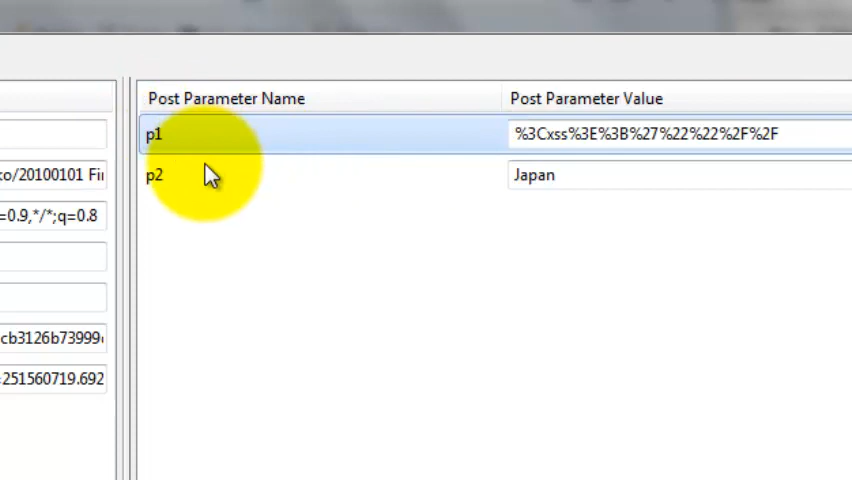 Post Parameter Name Post Parameter Value
p1 %3Cxss%3E%3B%27%22%22%2F%2F
ko/20100101 Fi p2 Japan
=0.9,*/*;q=0.8
cb3126b73999
=251560719.692